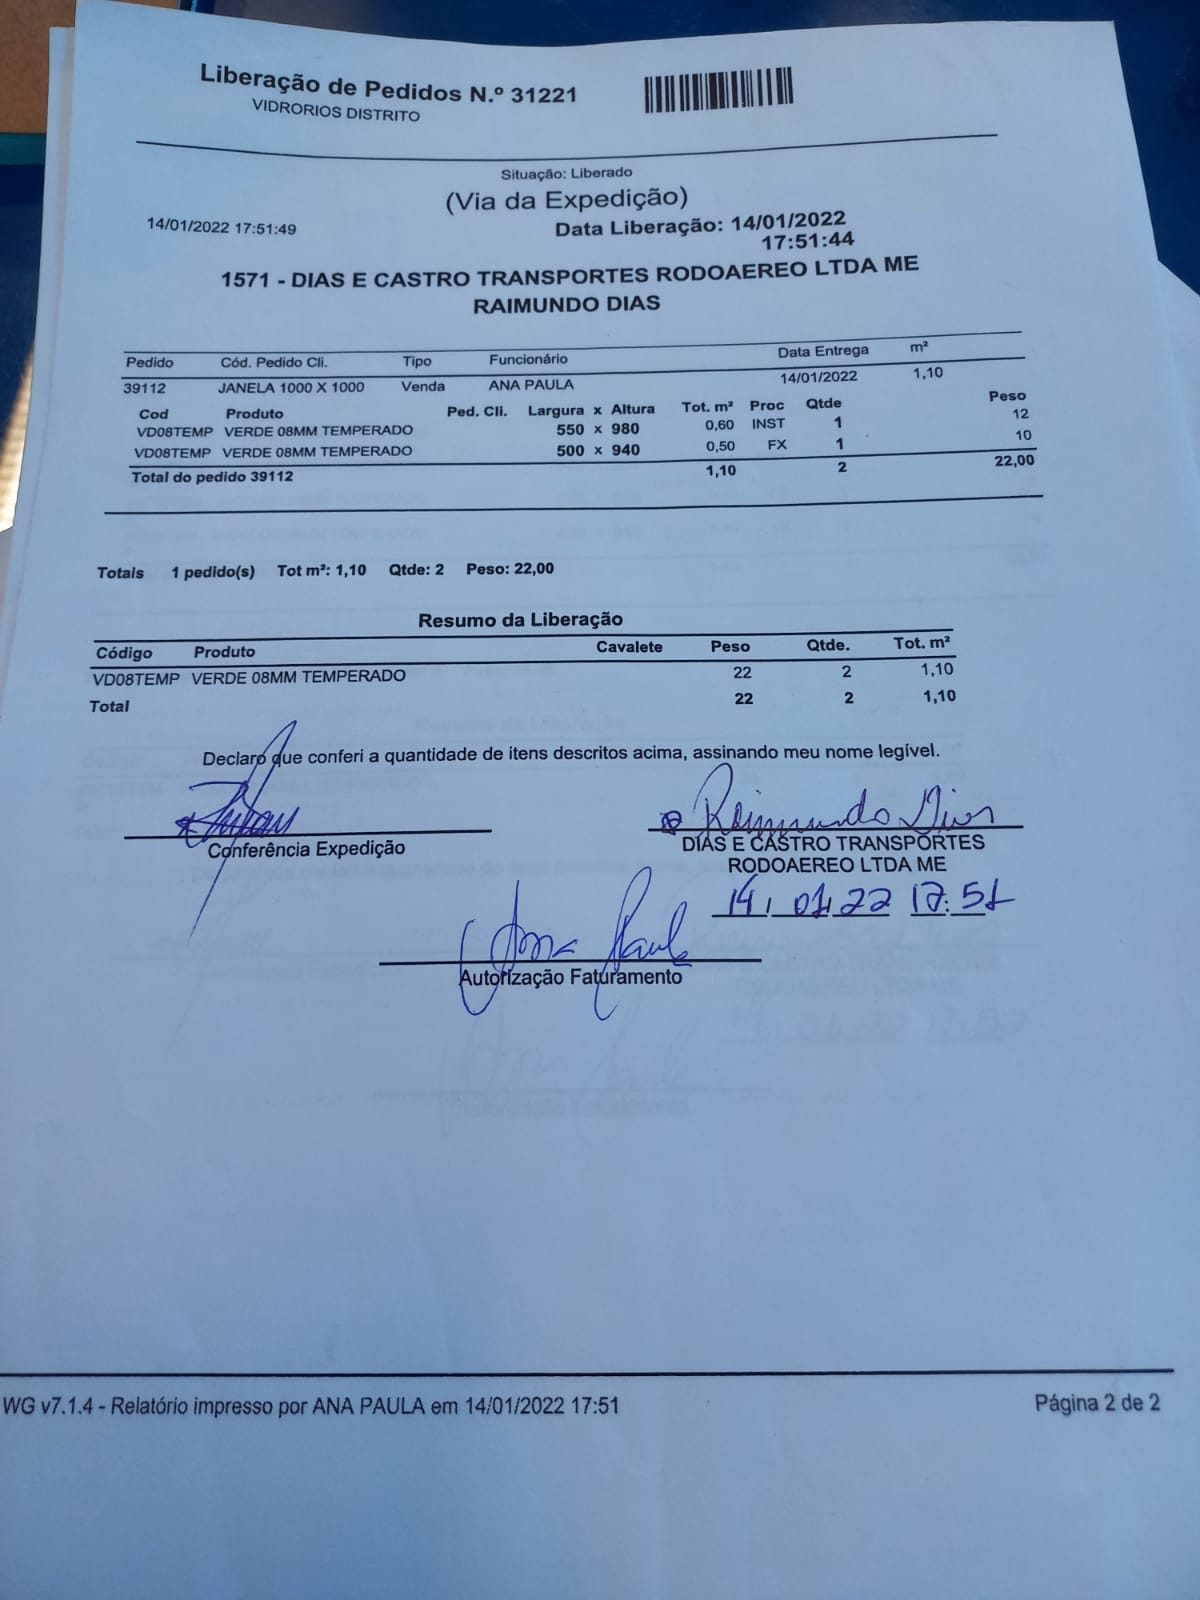 Liberação de Pedidos N.º 31221
VIDRORIOS DISTRITO
Situação: Liberado
(Via da Expedição)
14/01/2022 17:51:49
Data Liberação: 14/01/2022
17:51:44
1571 - DIAS E CASTRO TRANSPORTES RODOAEREO LTDA ME
RAIMUNDO DIAS
Pedido Cód. Pedido Cli. Tipo Funcionário Data Entrega m²
39112 JANELA 1000 X 1000 Venda ANA PAULA 14/01/2022 1,10
Cod Produto Ped. Cli. Largura x Altura Tot. m² Proc Qtde Peso
VD08TEMP VERDE 08MM TEMPERADO 550 x 980 0,60 INST 1 12
VD08TEMP VERDE 08MM TEMPERADO 500 x 940 0,50 FX 1 10
Total do pedido 39112 1,10 2 22,00
Totais 1 pedido(s) Tot m²: 1,10 Qtde: 2 Peso: 22,00
Resumo da Liberação
Código Produto Cavalete Peso Qtde. Tot. m²
VD08TEMP VERDE 08MM TEMPERADO 22 2 1,10
Total 22 2 1,10
Declaro que conferi a quantidade de itens descritos acima, assinando meu nome legível.
Raimundo Dias
Conferência Expedição
DIAS E CASTRO TRANSPORTES
RODOAEREO LTDA ME
14/01/22 17:51
Ana Paula
Autorização Faturamento
WG v7.1.4 - Relatório impresso por ANA PAULA em 14/01/2022 17:51
Página 2 de 2